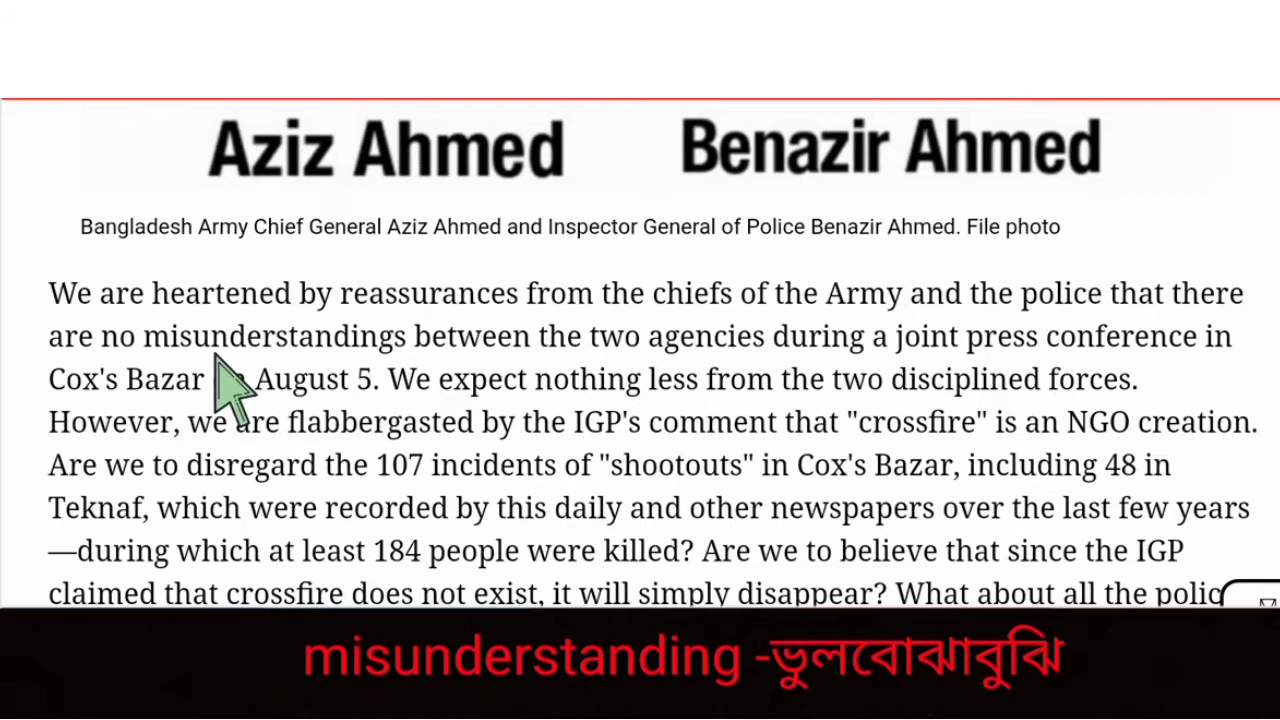 Aziz Ahmed Benazir Ahmed
Bangladesh Army Chief General Aziz Ahmed and Inspector General of Police Benazir Ahmed. File photo
We are heartened by reassurances from the chiefs of the Army and the police that there
are no misunderstandings between the two agencies during a joint press conference in
Cox's Bazar August 5. We expect nothing less from the two disciplined forces.
However, we are flabbergasted by the IGP's comment that "crossfire" is an NGO creation.
Are we to disregard the 107 incidents of "shootouts" in Cox's Bazar, including 48 in
Teknaf, which were recorded by this daily and other newspapers over the last few years
—during which at least 184 people were killed? Are we to believe that since the IGP
claimed that crossfire does not exist, it will simply disappear? What about all the polic
misunderstanding -ভুলবোঝাবুঝি